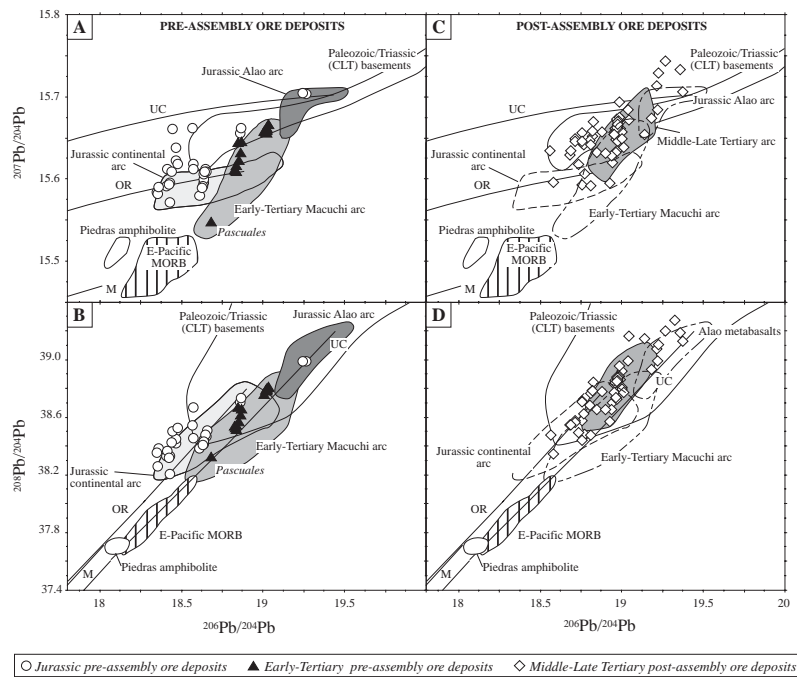 A
PRE-ASSEMBLY ORE DEPOSITS
15.8
15.7
15.6
15.5
207Pb/204Pb
Paleozoic/Triassic
(CLT) basements
Jurassic Alao arc
UC
Jurassic continental
arc
OR
Early-Tertiary Macuchi arc
Pascuales
Piedras amphibolite
E-Pacific
MORB
M
C
POST-ASSEMBLY ORE DEPOSITS
Paleozoic/Triassic
(CLT) basements
Jurassic Alao arc
UC
Middle-Late Tertiary arc
Jurassic continental
arc
OR
Early-Tertiary Macuchi arc
Piedras amphibolite
E-Pacific
MORB
M
B
39.0
38.6
38.2
37.8
37.4
208Pb/204Pb
Paleozoic/Triassic
(CLT) basements
Jurassic Alao arc
UC
Early-Tertiary Macuchi arc
Pascuales
Jurassic
continental arc
OR
E-Pacific MORB
Piedras amphibolite
M
18
18.5
19
19.5
206Pb/204Pb
D
Paleozoic/Triassic
(CLT) basements
Alao metabasalts
UC
Jurassic continental
arc
Early-Tertiary Macuchi arc
OR
E-Pacific MORB
Piedras amphibolite
M
18
18.5
19
19.5
20
206Pb/204Pb
Jurassic pre-assembly ore deposits
Early-Tertiary pre-assembly ore deposits
Middle-Late Tertiary post-assembly ore deposits